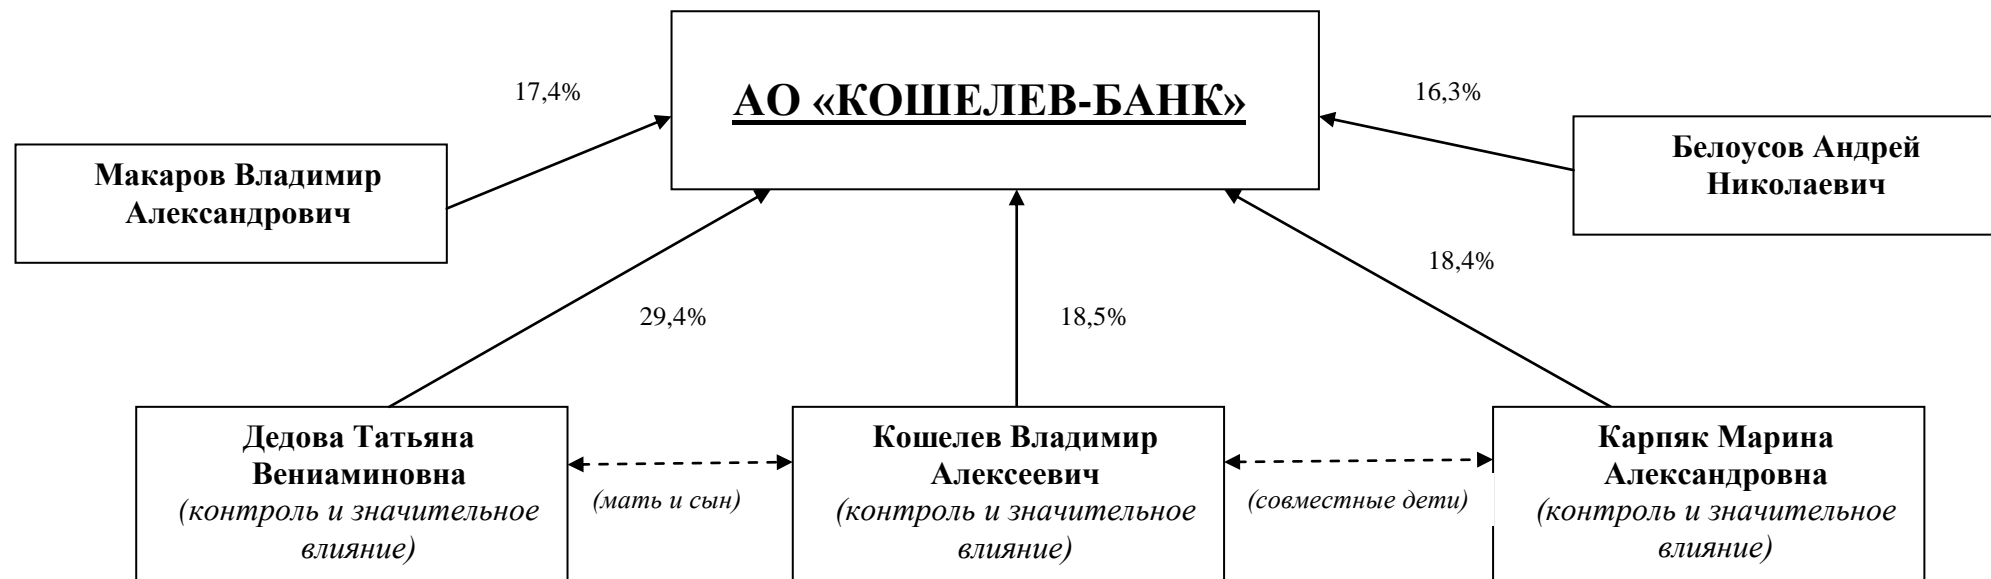 АО «КОШЕЛЕВ-БАНК»
17,4%
16,3%
Макаров Владимир
Александрович
Белоусов Андрей
Николаевич
18,4%
29,4%
18,5%
Дедова Татьяна
Вениаминовна
(контроль и значительное
влияние)
(мать и сын)
Кошелев Владимир
Алексеевич
(контроль и значительное
влияние)
(совместные дети)
Карпяк Марина
Александровна
(контроль и значительное
влияние)